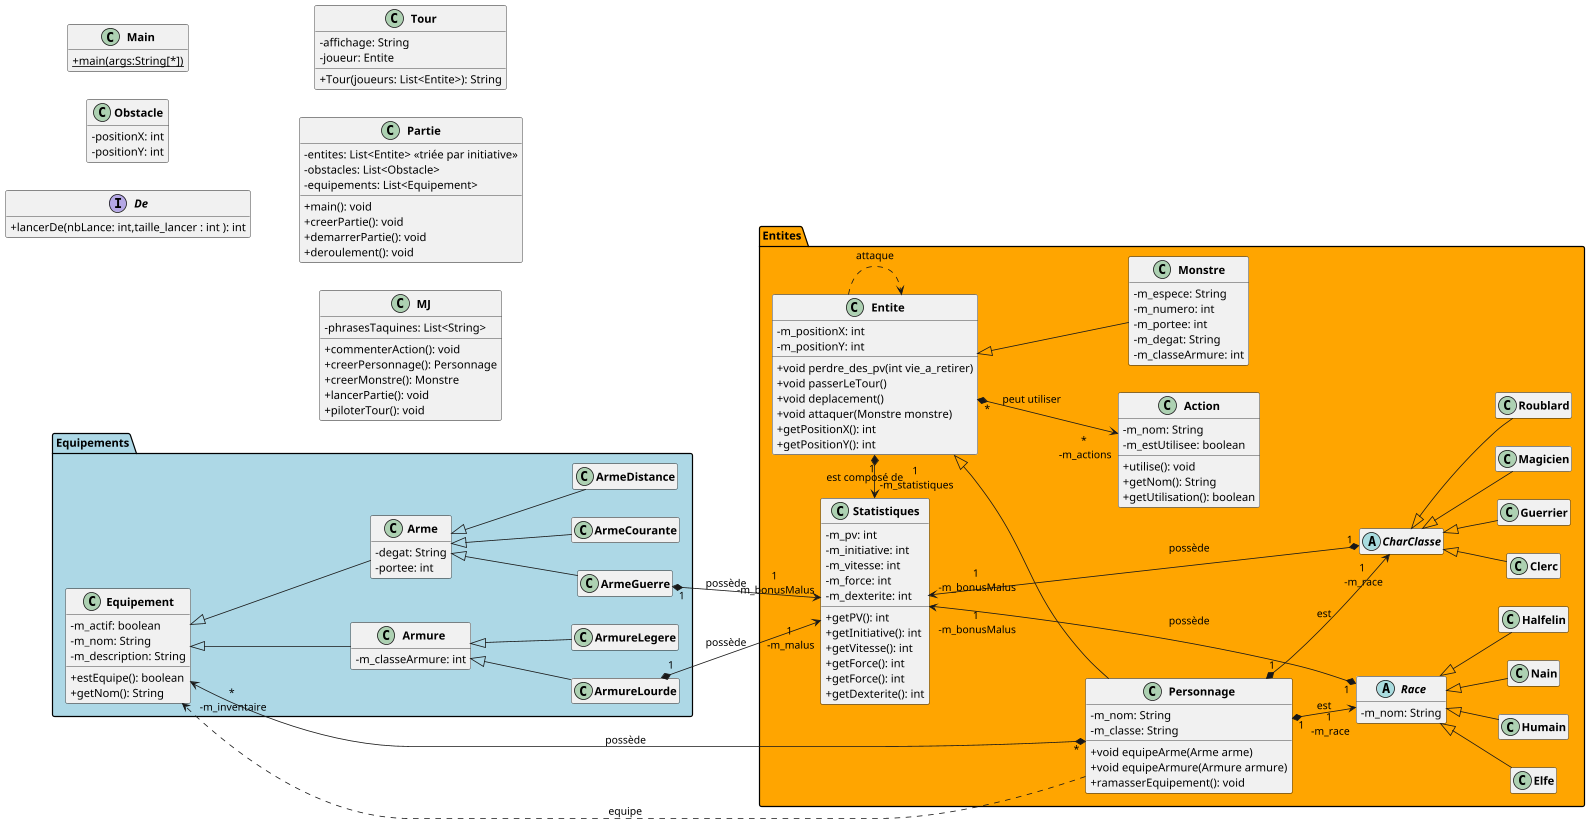 C Main
+main(args:String[*])
C Obstacle
-positionX: int
-positionY: int
I De
+lancerDe(nbLance: int,taille_lancer : int ): int
C Tour
-affichage: String
-joueur: Entite
+Tour(joueurs: List<Entite>): String
C Partie
-entites: List<Entite> «triée par initiative»
-obstacles: List<Obstacle>
-equipements: List<Equipement>
+main(): void
+creerPartie(): void
+demarrerPartie(): void
+deroulement(): void
C MJ
-phrasesTaquines: List<String>
+commenterAction(): void
+creerPersonnage(): Personnage
+creerMonstre(): Monstre
+lancerPartie(): void
+piloterTour(): void
Equipements
C Equipement
-m_actif: boolean
-m_nom: String
-m_description: String
+estEquipe(): boolean
+getNom(): String
C Arme
-degat: String
-portee: int
C Armure
-m_classeArmure: int
C ArmeDistance
C ArmeCourante
C ArmeGuerre
C ArmureLegere
C ArmureLourde
1
possède
1
-m_bonusMalus
1
possède
1
-m_malus
*
-m_inventaire
possède
*
equipe
Entites
attaque
C Entite
-m_positionX: int
-m_positionY: int
+void perdre_des_pv(int vie_a_retirer)
+void passerLeTour()
+void deplacement()
+void attaquer(Monstre monstre)
+getPositionX(): int
+getPositionY(): int
*
peut utiliser
*
-m_actions
1
est composé de
1
-m_statistiques
C Statistiques
-m_pv: int
-m_initiative: int
-m_vitesse: int
-m_force: int
-m_dexterite: int
+getPV(): int
+getInitiative(): int
+getVitesse(): int
+getForce(): int
+getForce(): int
+getDexterite(): int
C Monstre
-m_espece: String
-m_numero: int
-m_portee: int
-m_degat: String
-m_classeArmure: int
C Action
-m_nom: String
-m_estUtilisee: boolean
+utilise(): void
+getNom(): String
+getUtilisation(): boolean
1
-m_bonusMalus
possède
1
1
-m_bonusMalus
possède
1
C Personnage
-m_nom: String
-m_classe: String
+void equipeArme(Arme arme)
+void equipeArmure(Armure armure)
+ramasserEquipement(): void
1
est
1
-m_race
1
est
1
-m_race
A CharClasse
A Race
-m_nom: String
C Roublard
C Magicien
C Guerrier
C Clerc
C Halfelin
C Nain
C Humain
C Elfe